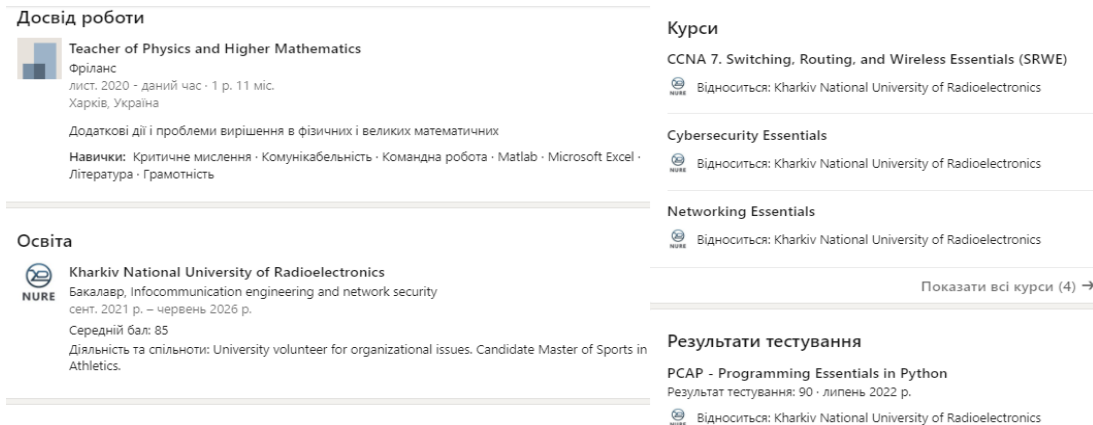 Досвід роботи
Teacher of Physics and Higher Mathematics
Фріланс
лист. 2020 - даний час · 1 р. 11 міс.
Харків, Україна
Додаткові дії і проблеми вирішення в фізичних і великих математичних
Навички: Критичне мислення · Комунікабельність · Командна робота · Matlab · Microsoft Excel ·
Література · Грамотність
Освіта
NURE
Kharkiv National University of Radioelectronics
Бакалавр, Infocommunication engineering and network security
сент. 2021 р. – червень 2026 р.
Середній бал: 85
Діяльність та спільноти: University volunteer for organizational issues. Candidate Master of Sports in
Athletics.
Курси
CCNA 7. Switching, Routing, and Wireless Essentials (SRWE)
NURE Відноситься: Kharkiv National University of Radioelectronics
Cybersecurity Essentials
NURE Відноситься: Kharkiv National University of Radioelectronics
Networking Essentials
NURE Відноситься: Kharkiv National University of Radioelectronics
Показати всі курси (4) →
Результати тестування
PCAP - Programming Essentials in Python
Результат тестування: 90 · липень 2022 р.
NURE Відноситься: Kharkiv National University of Radioelectronics